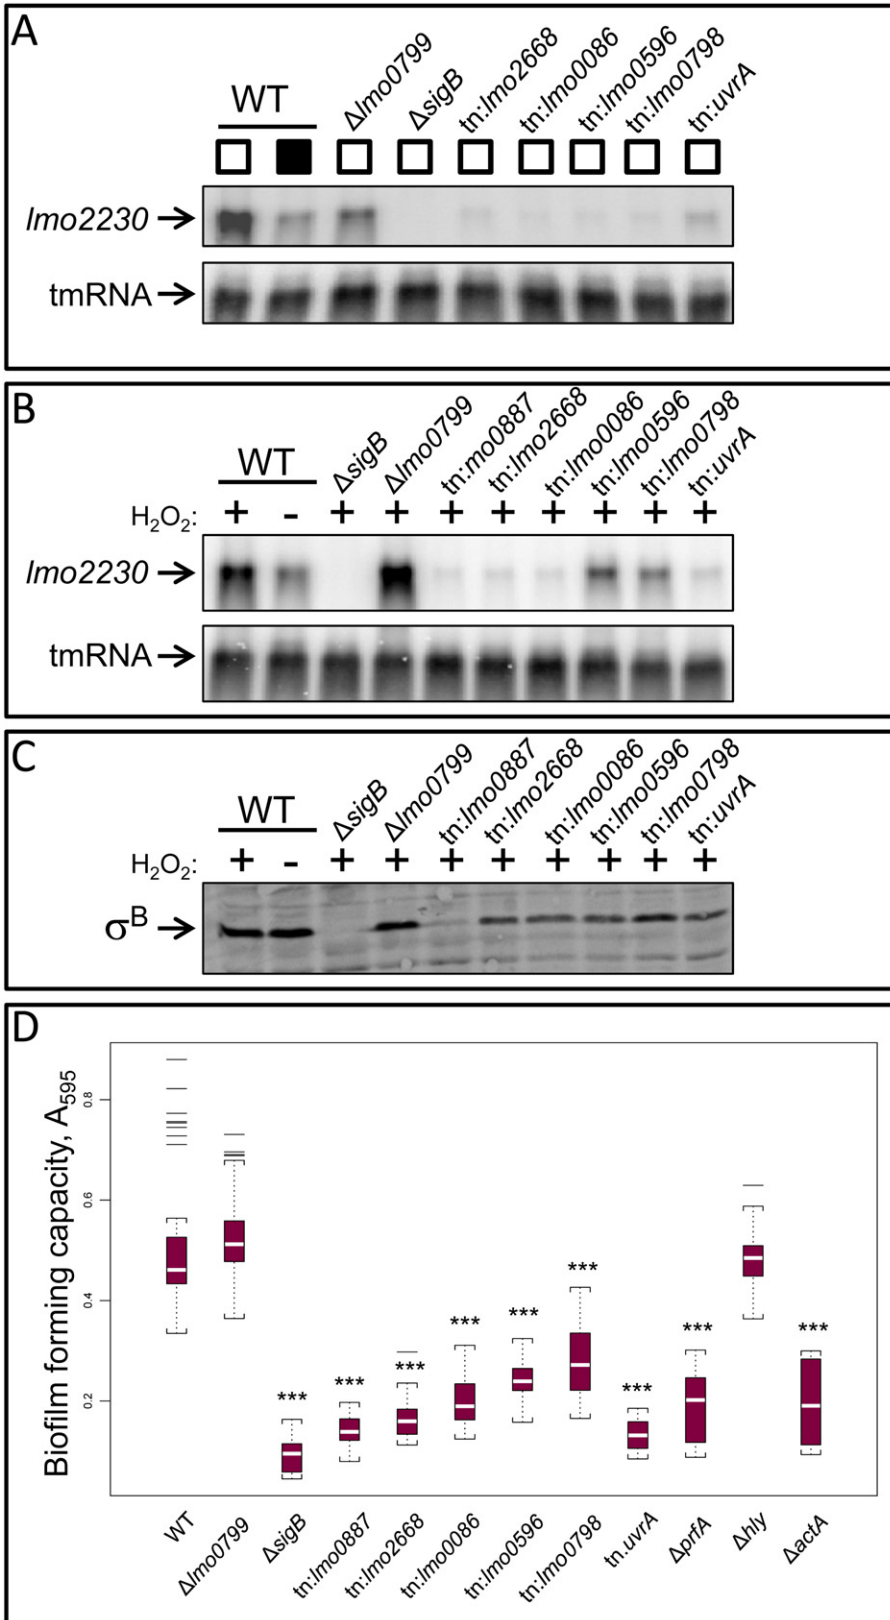 A
WT
Δlmo0799
ΔsigB
tn:lmo2668
tn:lmo0086
tn:lmo0596
tn:lmo0798
tn:uvrA
lmo2230
tmRNA
B
WT
ΔsigB
Δlmo0799
tn:mo0887
tn:lmo2668
tn:lmo0086
tn:lmo0596
tn:lmo0798
tn:uvrA
H₂O₂: + - + + + + + + + +
lmo2230
tmRNA
C
WT
ΔsigB
Δlmo0799
tn:lmo0887
tn:lmo2668
tn:lmo0086
tn:lmo0596
tn:lmo0798
tn:uvrA
H₂O₂: + - + + + + + + + +
σᴮ
D
Biofilm forming capacity, A₅₉₅
0.8
0.6
0.4
0.2
***
***
***
***
***
***
***
***
***
WT
Δlmo0799
ΔsigB
tn:lmo0887
tn:lmo2668
tn:lmo0086
tn:lmo0596
tn:lmo0798
tn:uvrA
ΔprfA
Δhly
ΔactA